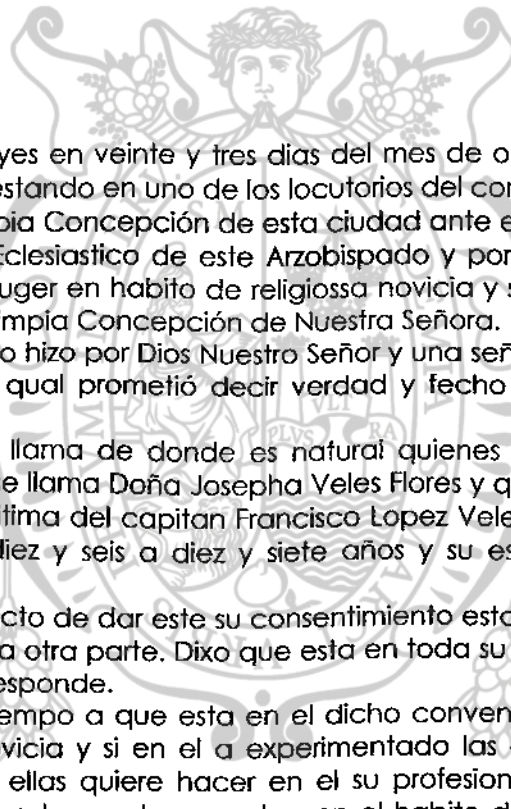 yes en veinte y tres dias del mes de o
estando en uno de los locutorios del con
pia Concepción de esta ciudad ante e
Eclesiastico de este Arzobispado y por
uger en habito de religiossa novicia y s
impia Concepción de Nuestra Señora.
o hizo por Dios Nuestro Señor y una señ
qual prometió decir verdad y fecho
llama de donde es natural quienes
e llama Doña Josepha Veles Flores y q
tima del capitan Francisco Lopez Vele
diez y seis a diez y siete años y su es
cto de dar este su consentimiento esta
a otra parte. Dixo que esta en toda su
esponde.
empo a que esta en el dicho conven
vicia y si en el a experimentado las
ellas quiere hacer en el su profesion